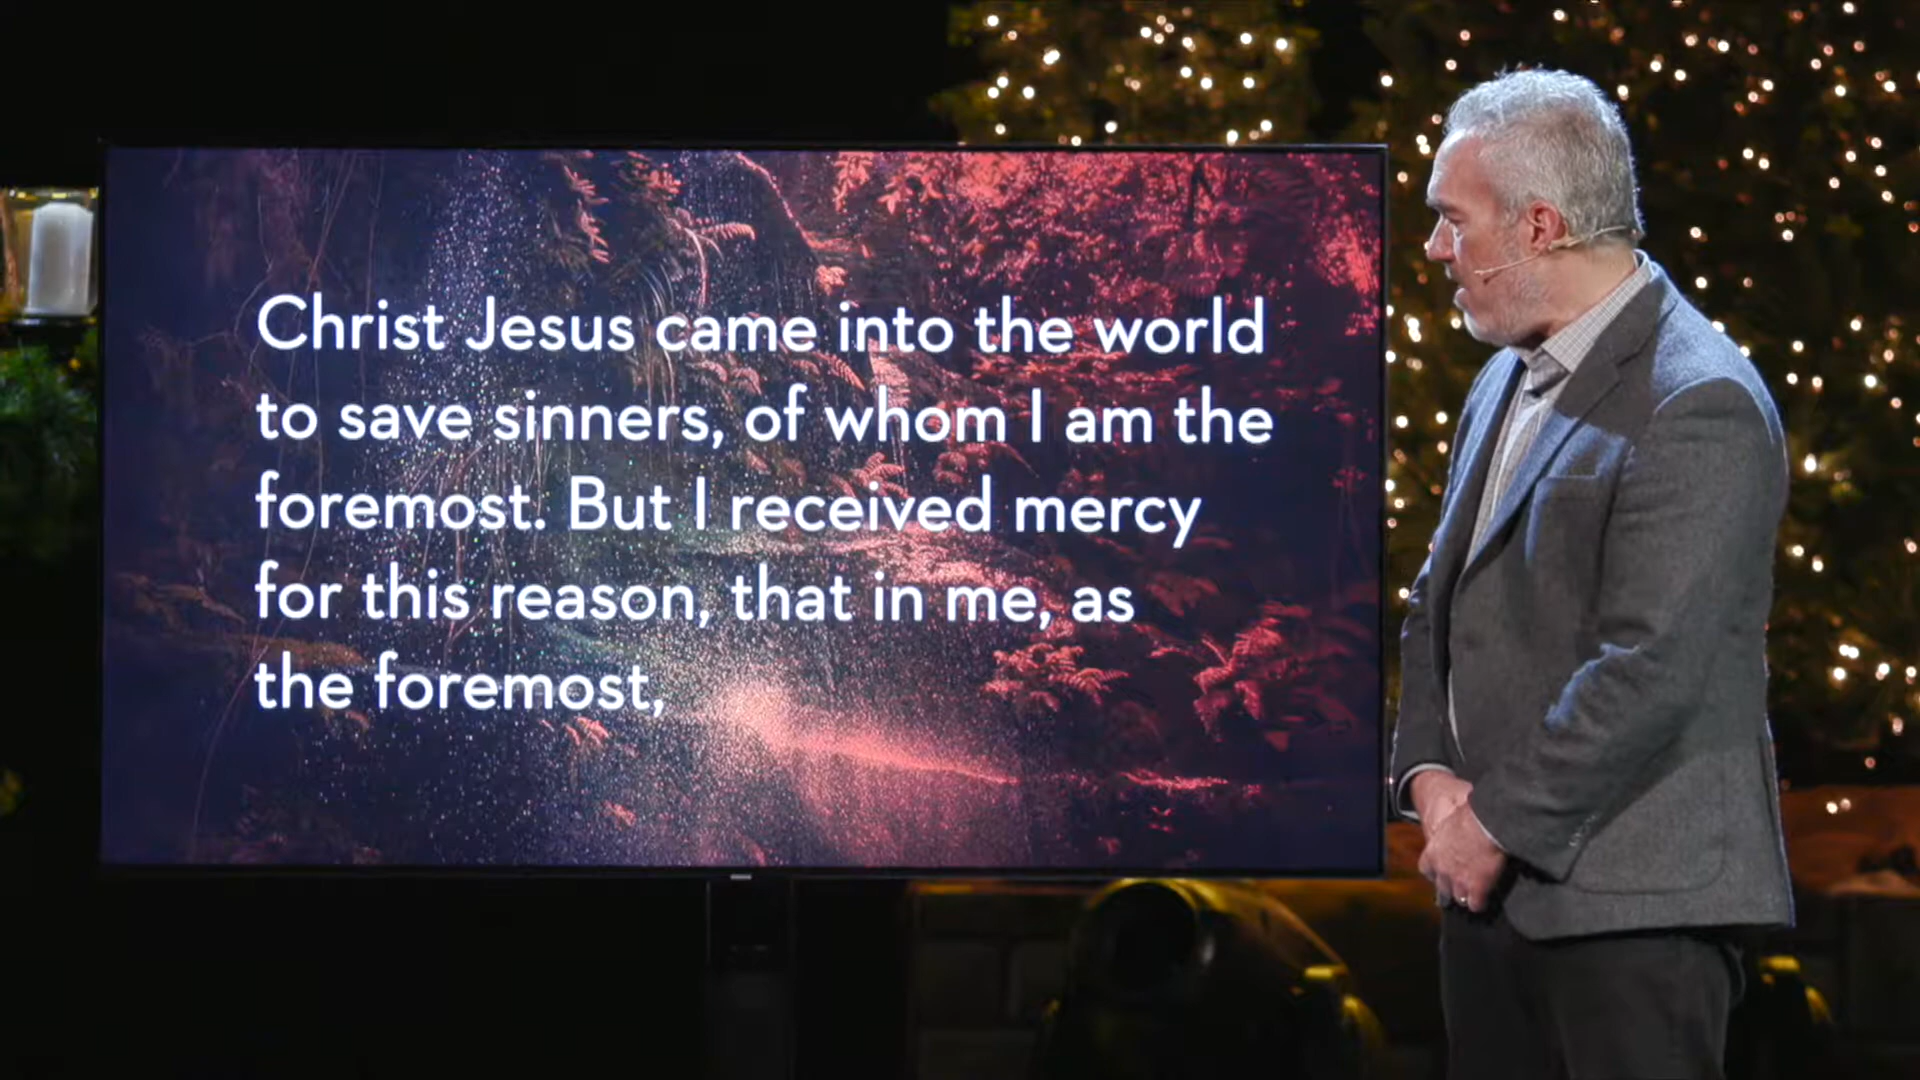 Christ Jesus came into the world
to save sinners, of whom I am the
foremost. But I received mercy
for this reason, that in me, as
the foremost,